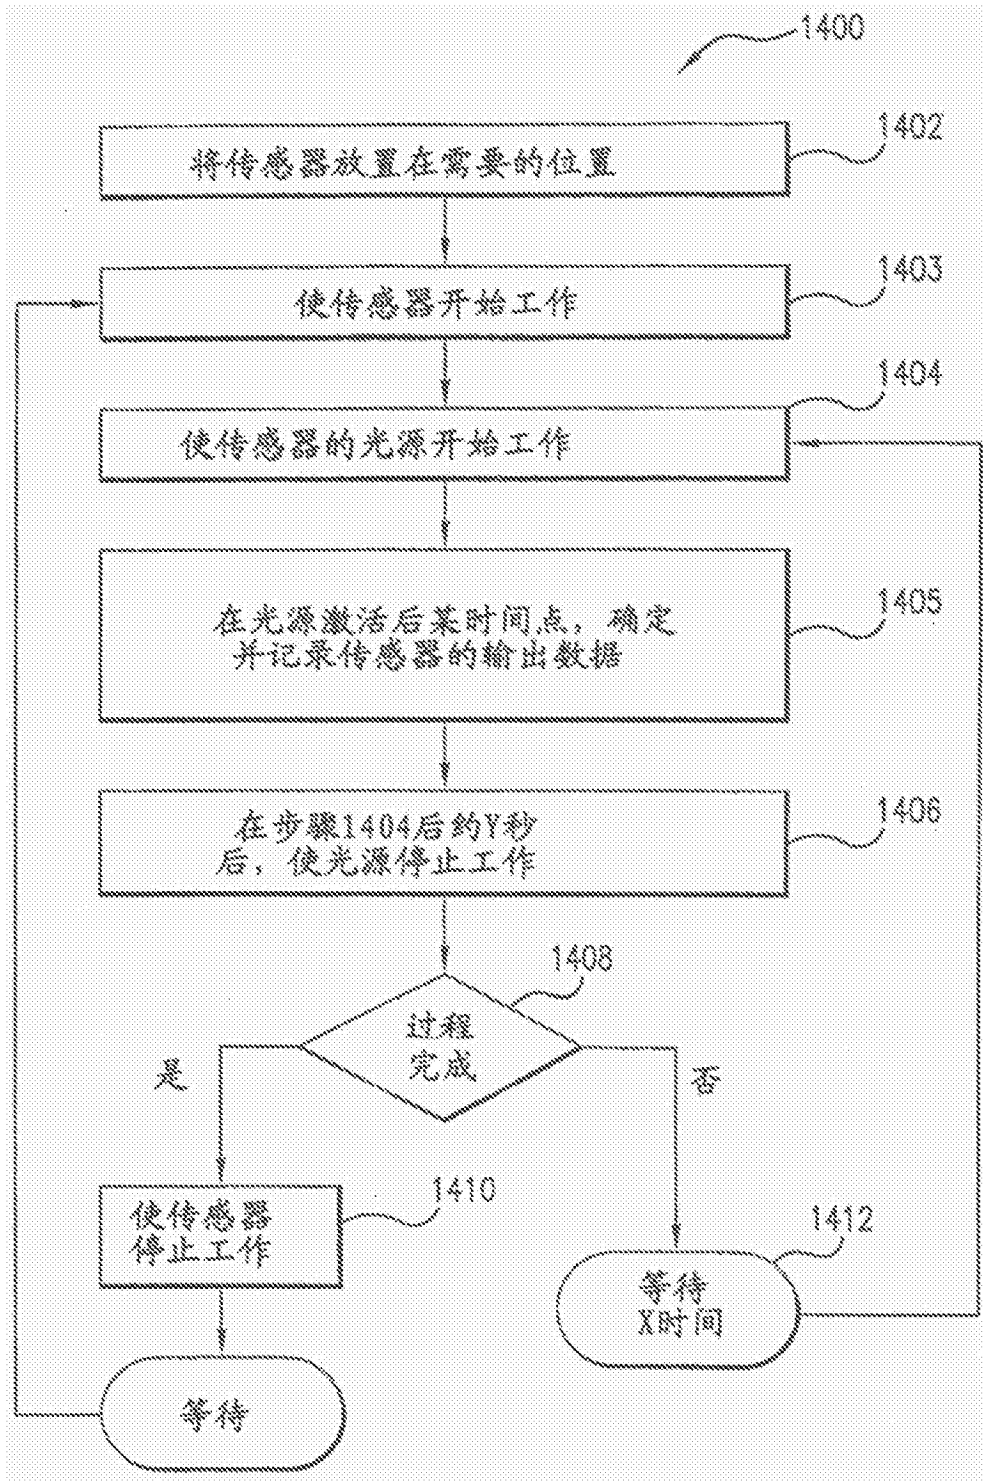 1400
1402
将传感器放置在需要的位置
1403
使传感器开始工作
1404
使传感器的光源开始工作
1405
在光源激活后某时间点，确定
并记录传感器的输出数据
1406
在步骤1404后约Y秒
后，使光源停止工作
1408
过程
完成
是
否
1410
使传感器
停止工作
1412
等待
X时间
等待